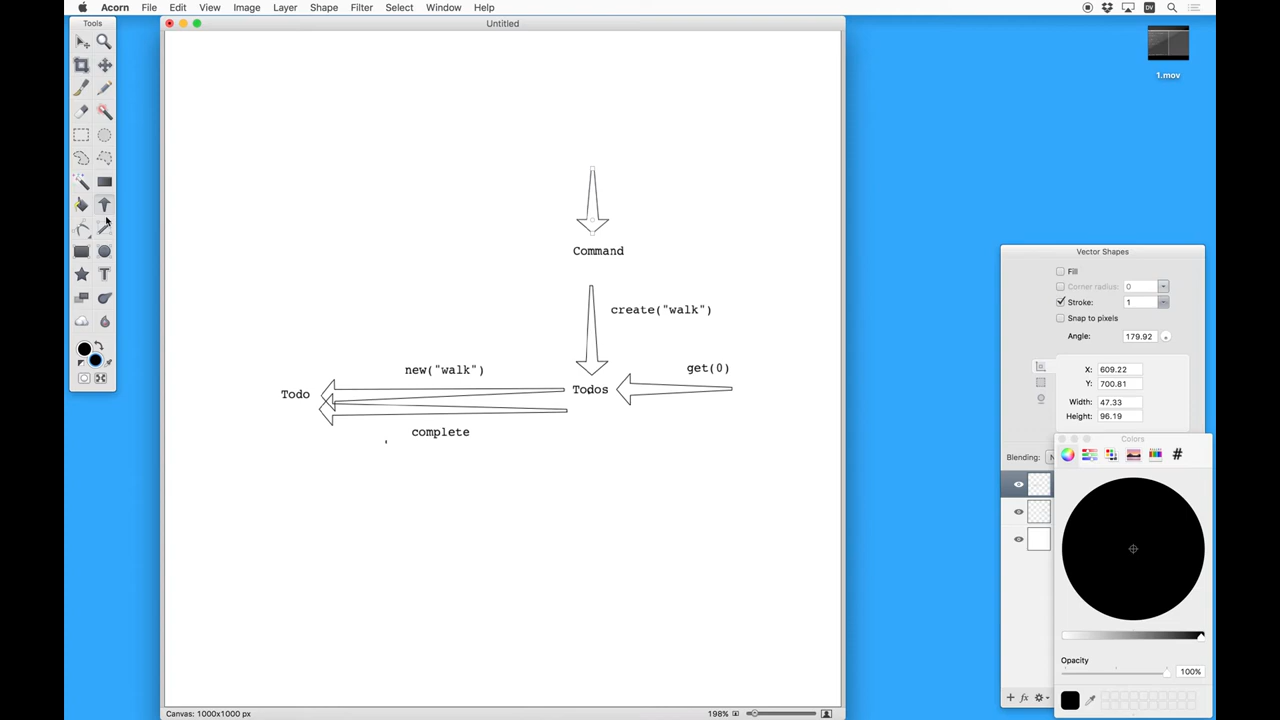 Acorn File Edit View Image Layer Shape Filter Select Window Help
DV
Tools
Untitled
1.mov
Command
create("walk")
new("walk")
get(0)
Todo
Todos
complete
Canvas: 1000x1000 px
198%
Vector Shapes
Fill
Corner radius: 0
Stroke: 1
Snap to pixels
Angle: 179.92
X: 609.22
Y: 700.81
Width: 47.33
Height: 96.19
Colors
Blending:
#
Opacity
100%
fx